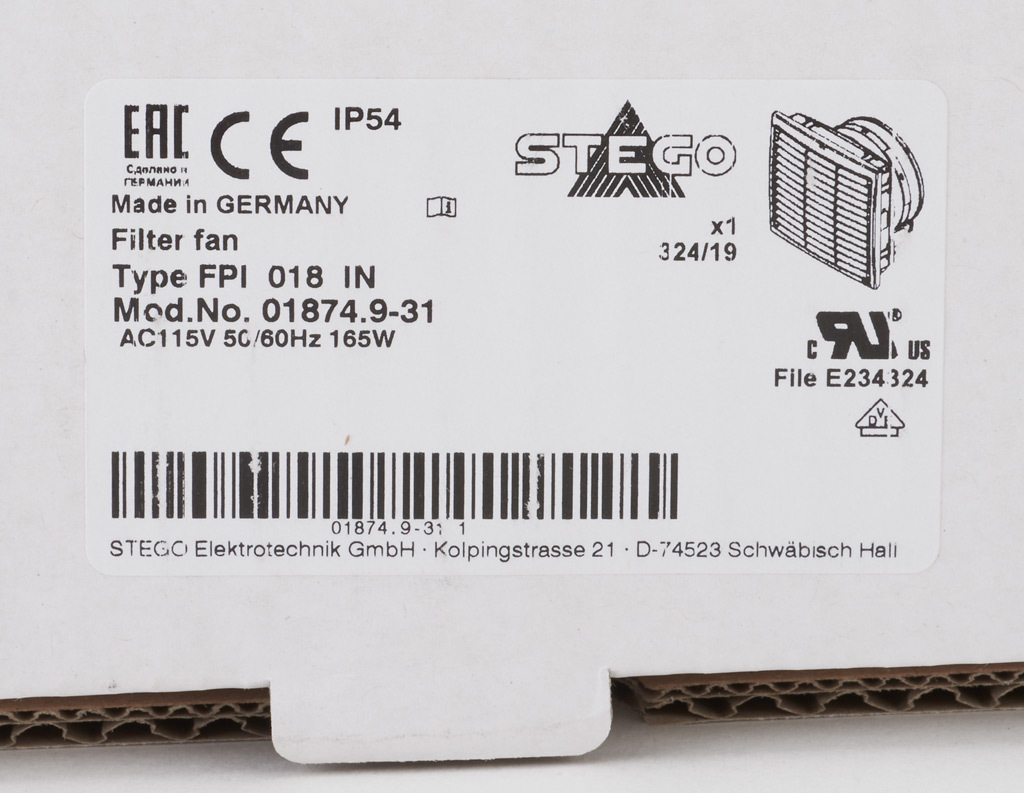 EAC CE IP54
Сделано в
ГЕРМАНИИ
Made in GERMANY
Filter fan
Type FPI 018 IN
Mod.No. 01874.9-31
AC115V 50/60Hz 165W
STEGO
x1
324/19
c RU ® US
File E234324
DVE
01874.9-31 1
STEGO Elektrotechnik GmbH · Kolpingstrasse 21 · D-74523 Schwäbisch Hall